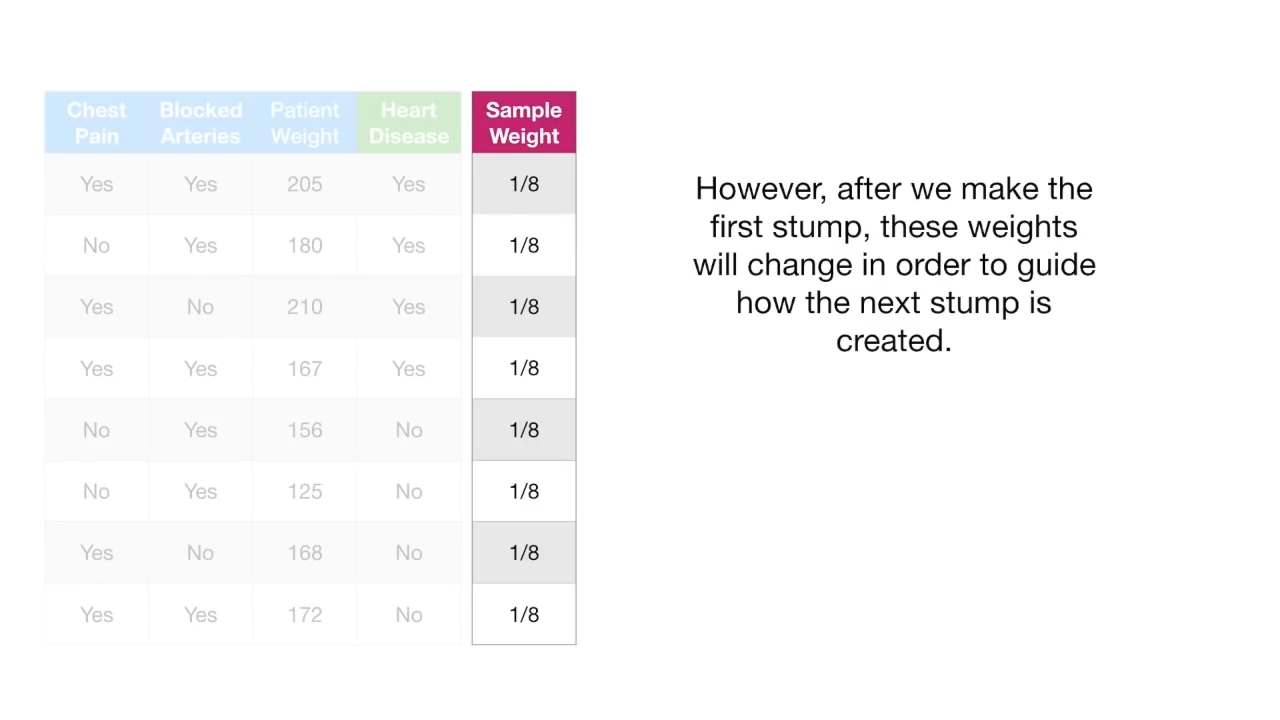 Chest Pain Blocked Arteries Patient Weight Heart Disease Sample Weight
Yes Yes 205 Yes 1/8
No Yes 180 Yes 1/8
Yes No 210 Yes 1/8
Yes Yes 167 Yes 1/8
No Yes 156 No 1/8
No Yes 125 No 1/8
Yes No 168 No 1/8
Yes Yes 172 No 1/8
However, after we make the
first stump, these weights
will change in order to guide
how the next stump is
created.